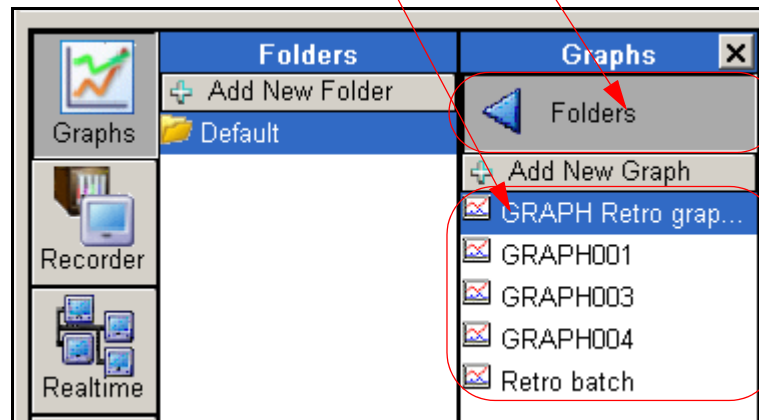 Folders
Graphs
Add New Folder
Graphs
Default
Folders
Add New Graph
GRAPH Retro grap...
Recorder
GRAPH001
GRAPH003
GRAPH004
Realtime
Retro batch